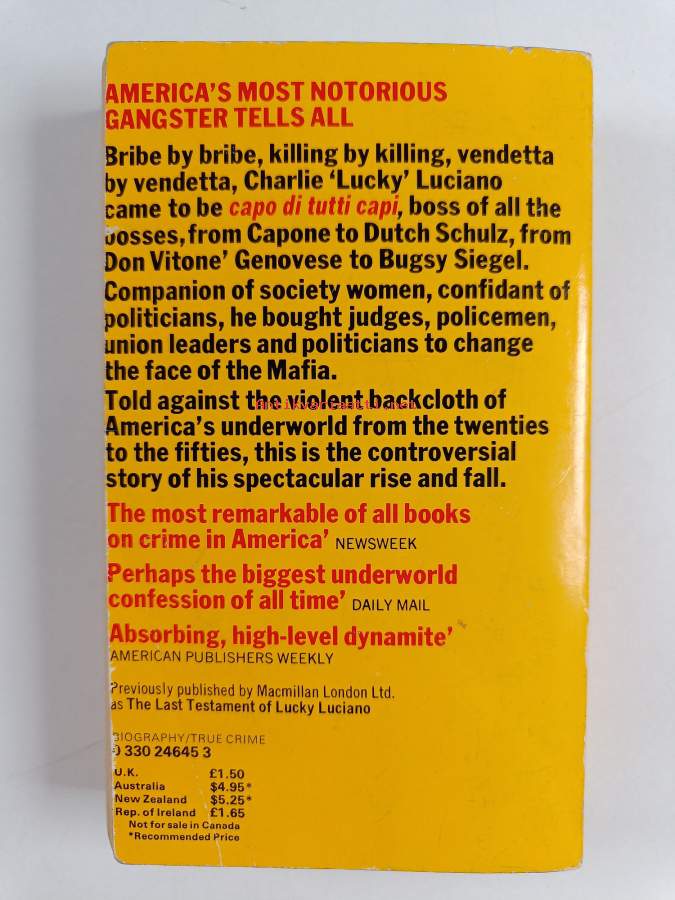 AMERICA'S MOST NOTORIOUS
GANGSTER TELLS ALL
Bribe by bribe, killing by killing, vendetta
by vendetta, Charlie 'Lucky' Luciano
came to be capo di tutti capi, boss of all the
bosses, from Capone to Dutch Schulz, from
Don Vitone' Genovese to Bugsy Siegel.
Companion of society women, confidant of
politicians, he bought judges, policemen,
union leaders and politicians to change
the face of the Mafia.
Told against the violent backcloth of
antikvariaatti.net
America's underworld from the twenties
to the fifties, this is the controversial
story of his spectacular rise and fall.
The most remarkable of all books
on crime in America' NEWSWEEK
Perhaps the biggest underworld
confession of all time' DAILY MAIL
Absorbing, high-level dynamite'
AMERICAN PUBLISHERS WEEKLY
Previously published by Macmillan London Ltd.
as The Last Testament of Lucky Luciano
BIOGRAPHY/TRUE CRIME
0 330 24645 3
U.K. £1.50
Australia $4.95*
New Zealand $5.25*
Rep. of Ireland £1.65
Not for sale in Canada
*Recommended Price